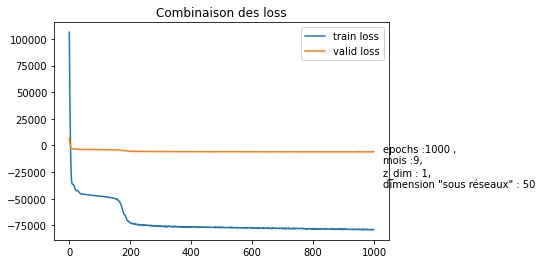 Combinaison des loss
train loss
valid loss
100000
75000
50000
25000
0
−25000
−50000
−75000
0
200
400
600
800
1000
epochs :1000 ,
mois :9,
z_dim : 1,
dimension "sous réseaux" : 50